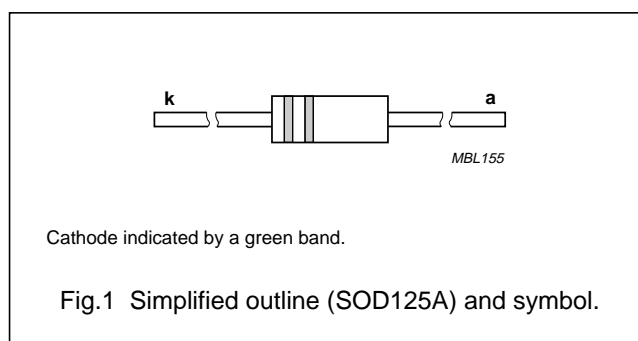 k
a
MBL155
Cathode indicated by a green band.
Fig.1 Simplified outline (SOD125A) and symbol.